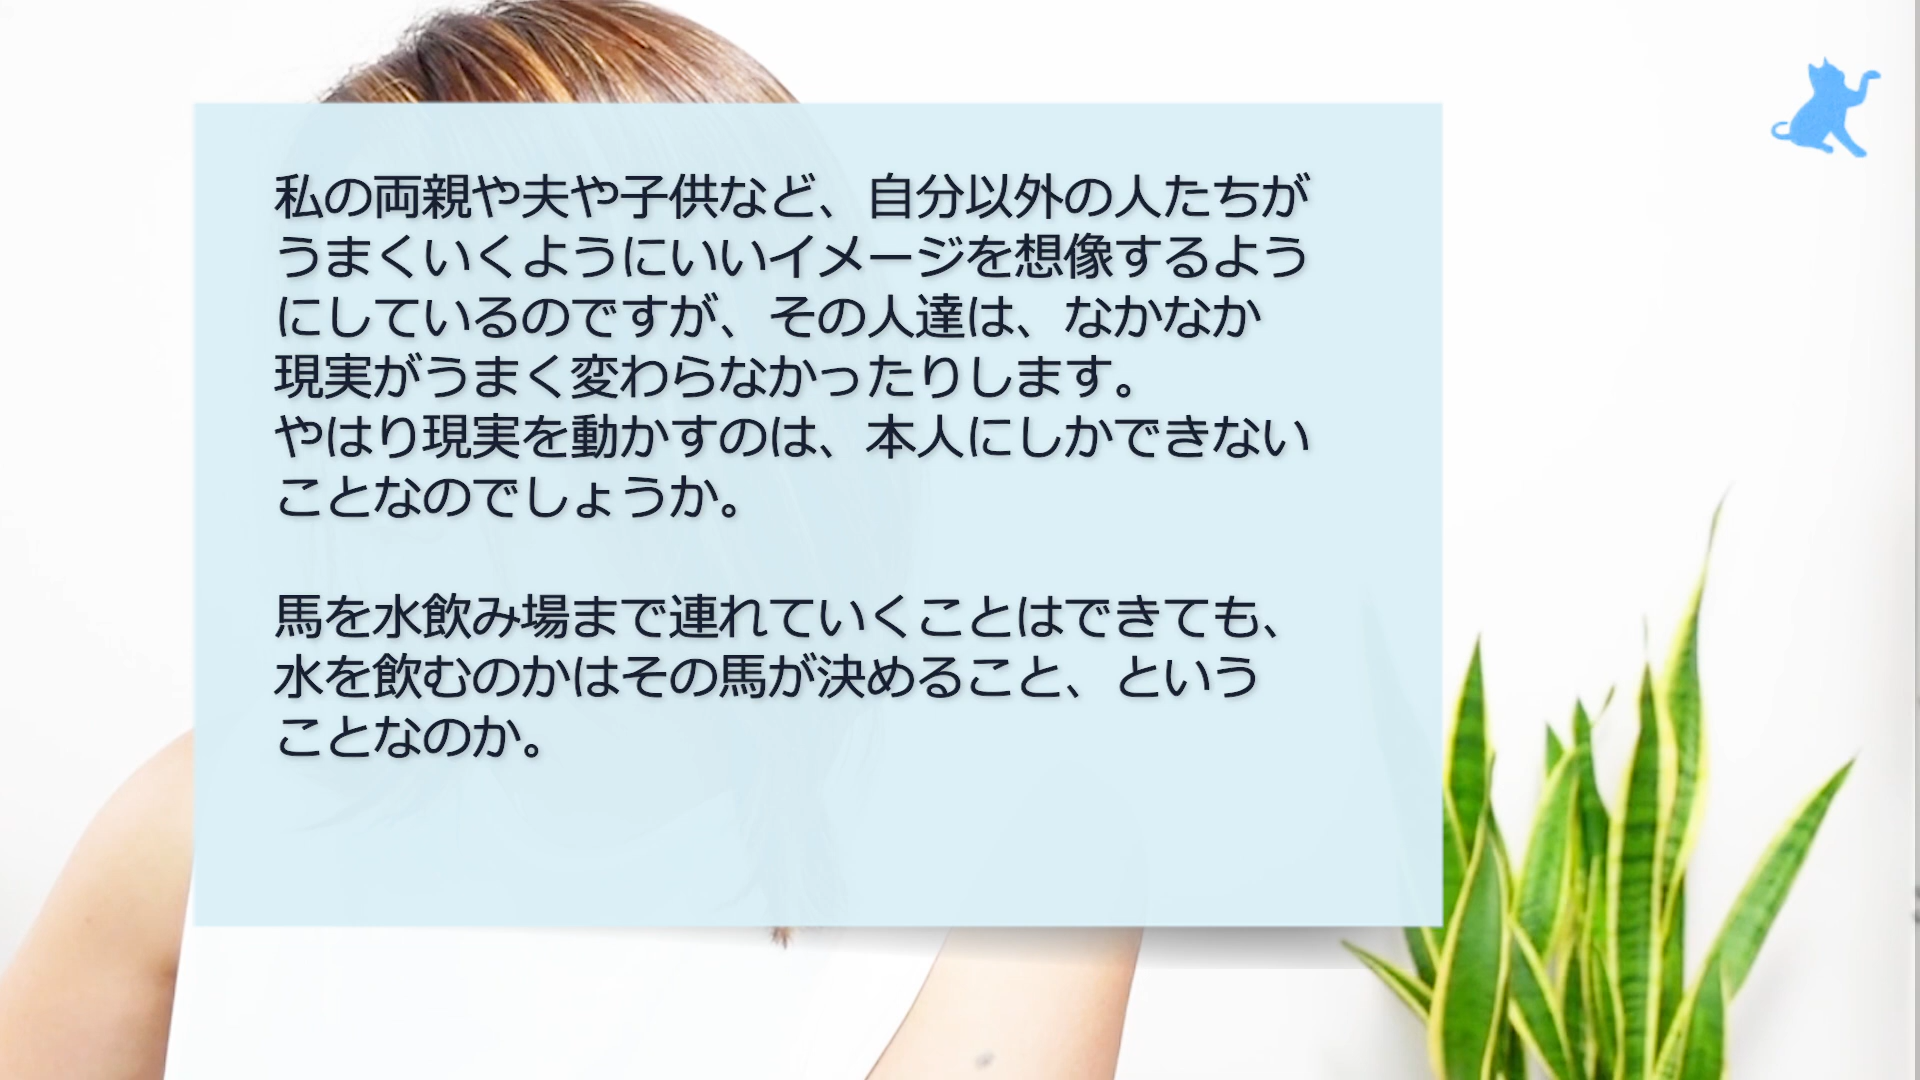 私の両親や夫や子供など、自分以外の人たちが
うまくいくようにいいイメージを想像するよう
にしているのですが、その人達は、なかなか
現実がうまく変わらなかったりします。
やはり現実を動かすのは、本人にしかできない
ことなのでしょうか。
馬を水飲み場まで連れていくことはできても、
水を飲むのかはその馬が決めること、という
ことなのか。